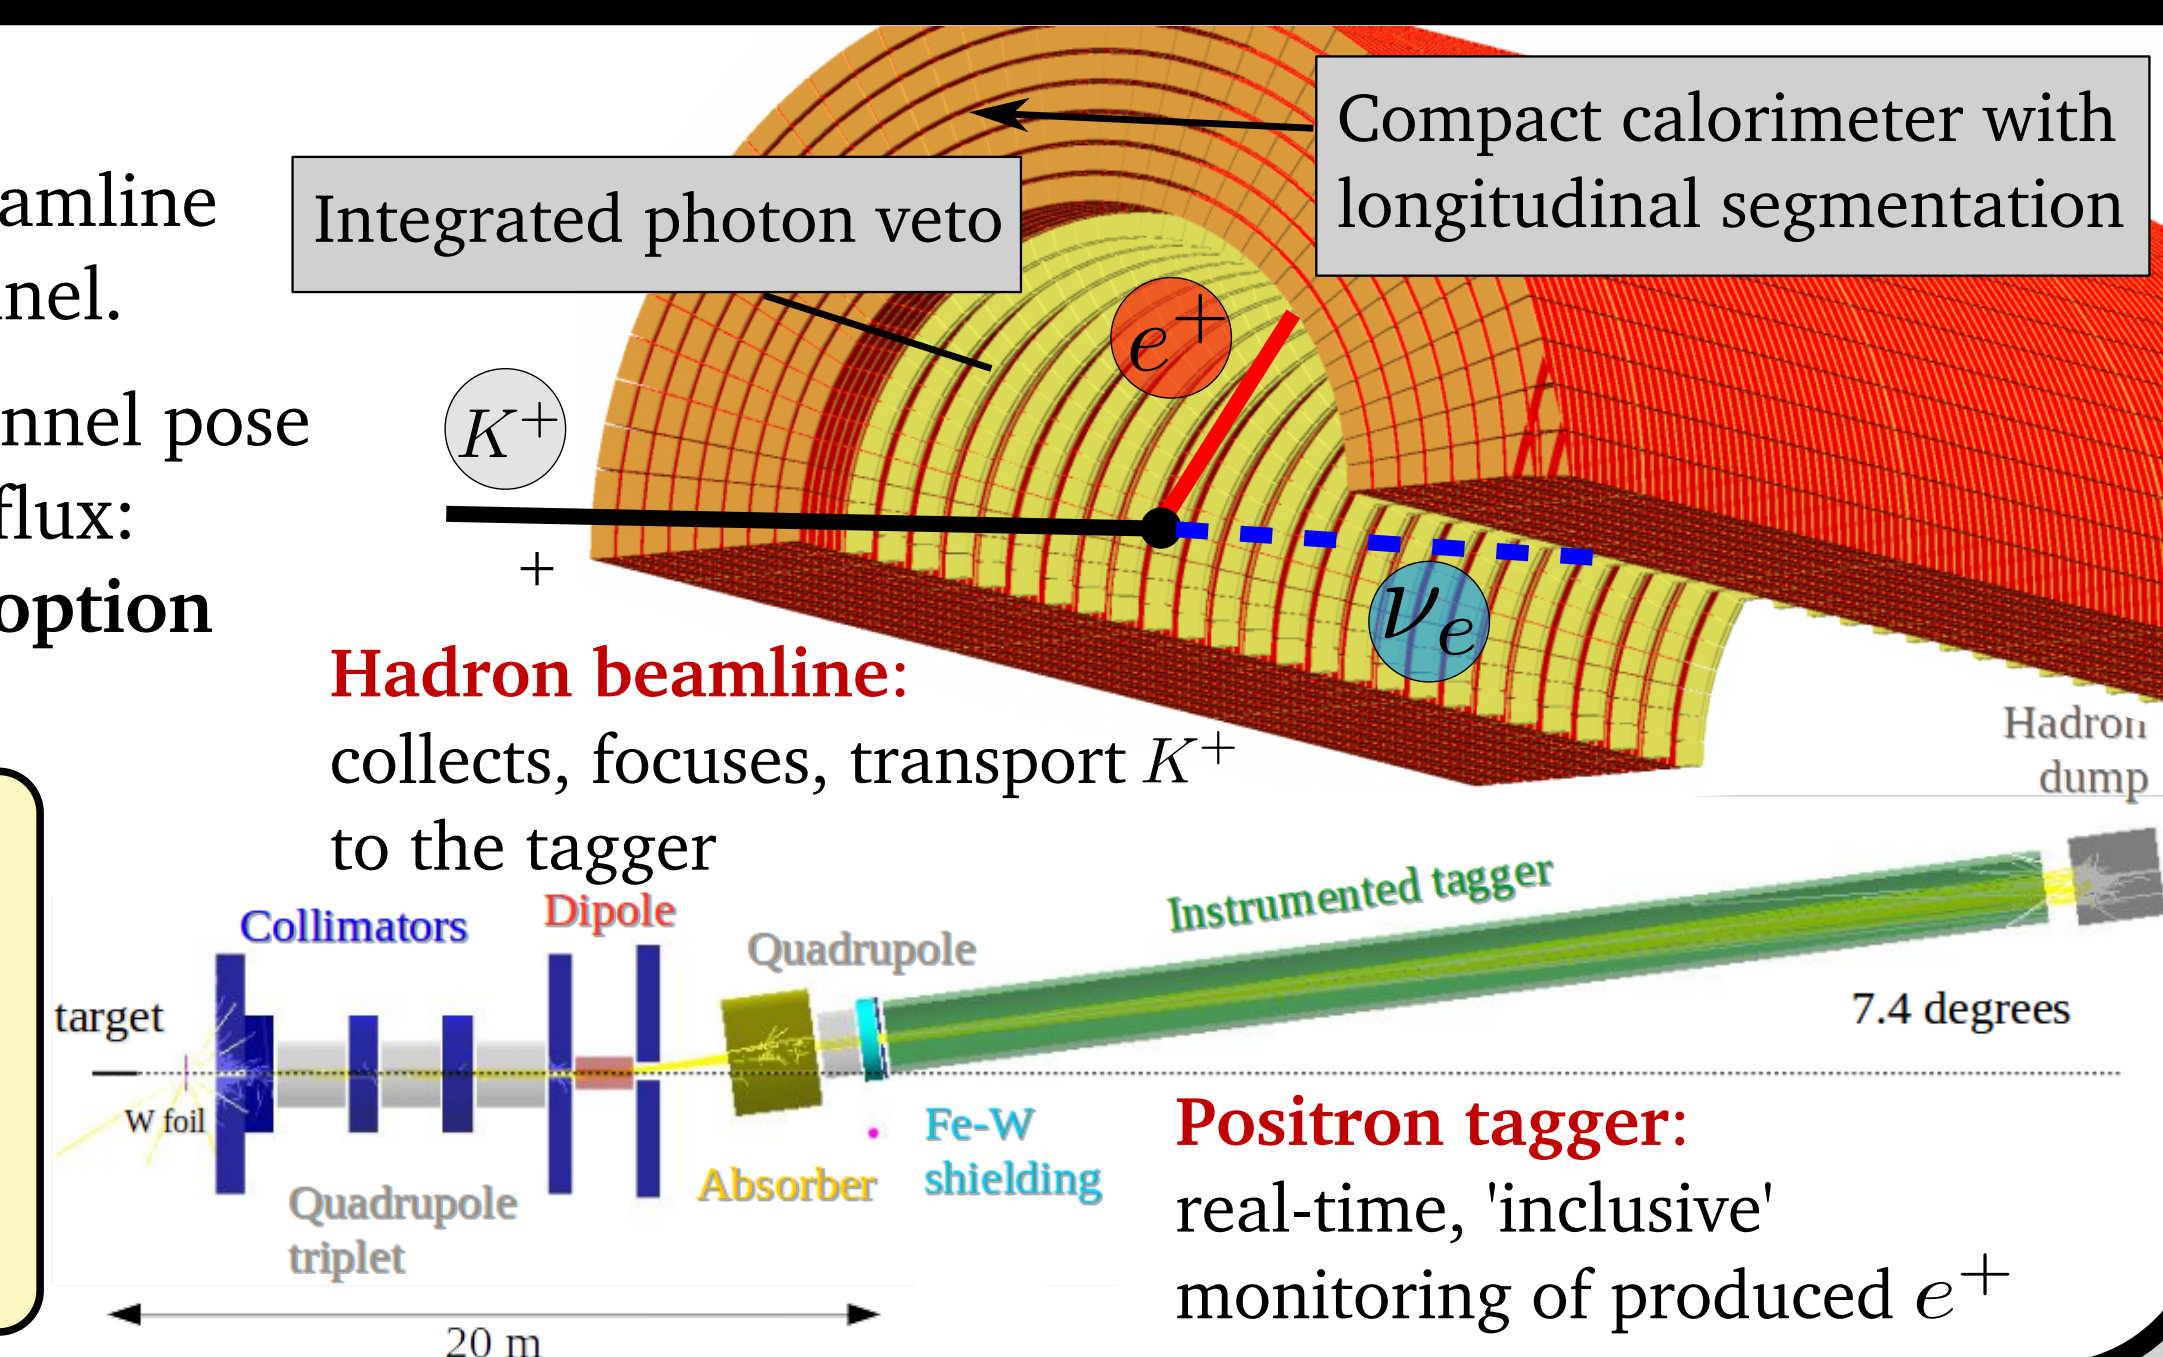 Compact calorimeter with
longitudinal segmentation
Integrated photon veto
amline
nel.
e⁺
K⁺
nnel pose
flux:
option
+
νₑ
Hadron beamline:
collects, focuses, transport K⁺
to the tagger
Hadron
dump
Instrumented tagger
Collimators
Dipole
Quadrupole
target
7.4 degrees
W foil
Fe-W
shielding
Absorber
Quadrupole
triplet
Positron tagger:
real-time, 'inclusive'
monitoring of produced e⁺
20 m